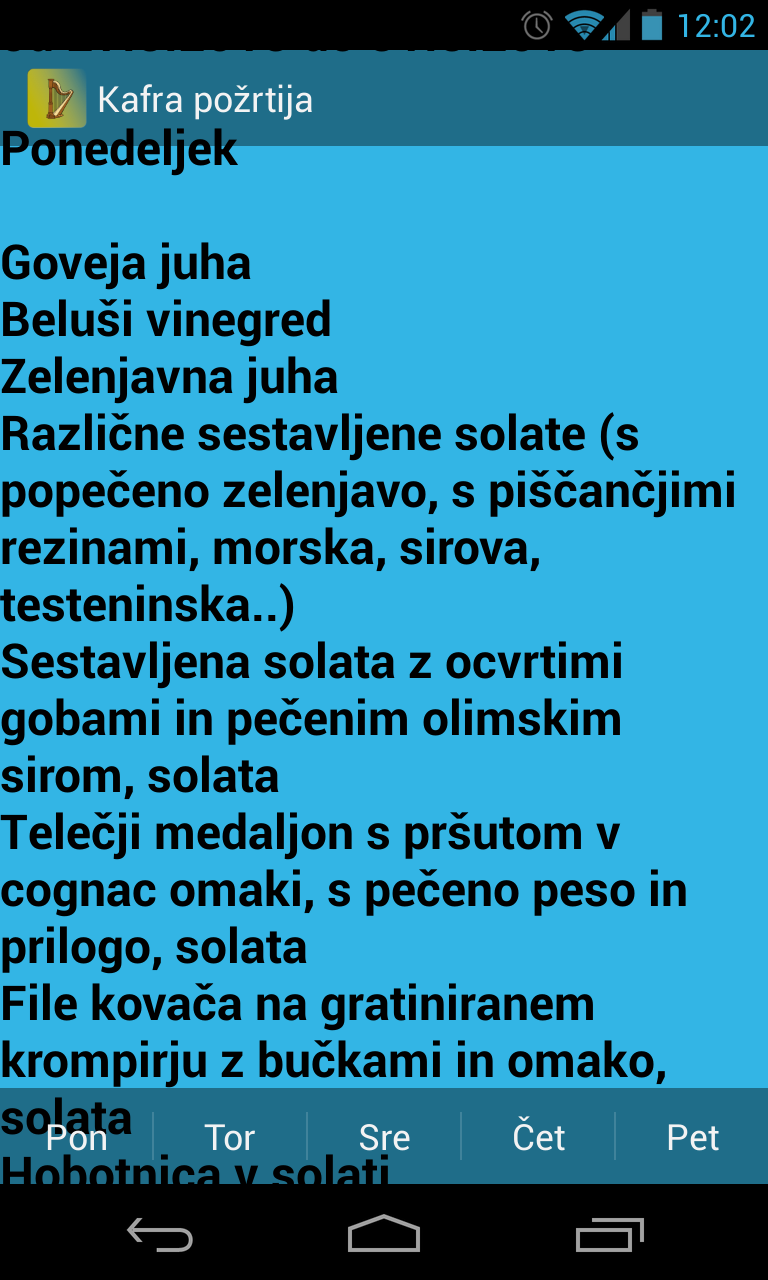 12:02
Kafra požrtija
Ponedeljek
Goveja juha
Beluši vinegred
Zelenjavna juha
Različne sestavljene solate (s
popečeno zelenjavo, s piščančjimi
rezinami, morska, sirova,
testeninska..)
Sestavljena solata z ocvrtimi
gobami in pečenim olimskim
sirom, solata
Telečji medaljon s pršutom v
cognac omaki, s pečeno peso in
prilogo, solata
File kovača na gratiniranem
krompirju z bučkami in omako,
solata
Pon Tor Sre Čet Pet
Hobotnica v solati